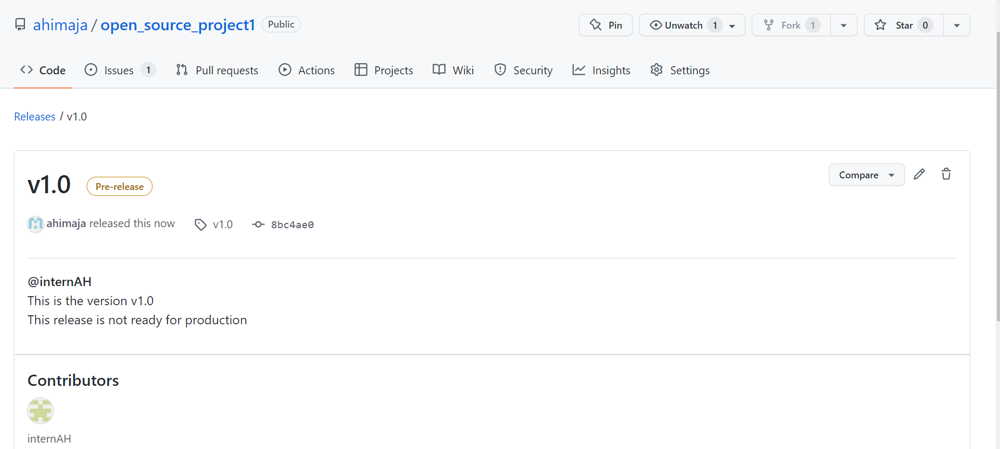 ahimaja / open_source_project1 Public Pin Unwatch 1 Fork 1 Star 0
Code Issues 1 Pull requests Actions Projects Wiki Security Insights Settings
Releases / v1.0
v1.0 Pre-release Compare
ahimaja released this now v1.0 8bc4ae0
@internAH
This is the version v1.0
This release is not ready for production
Contributors
internAH